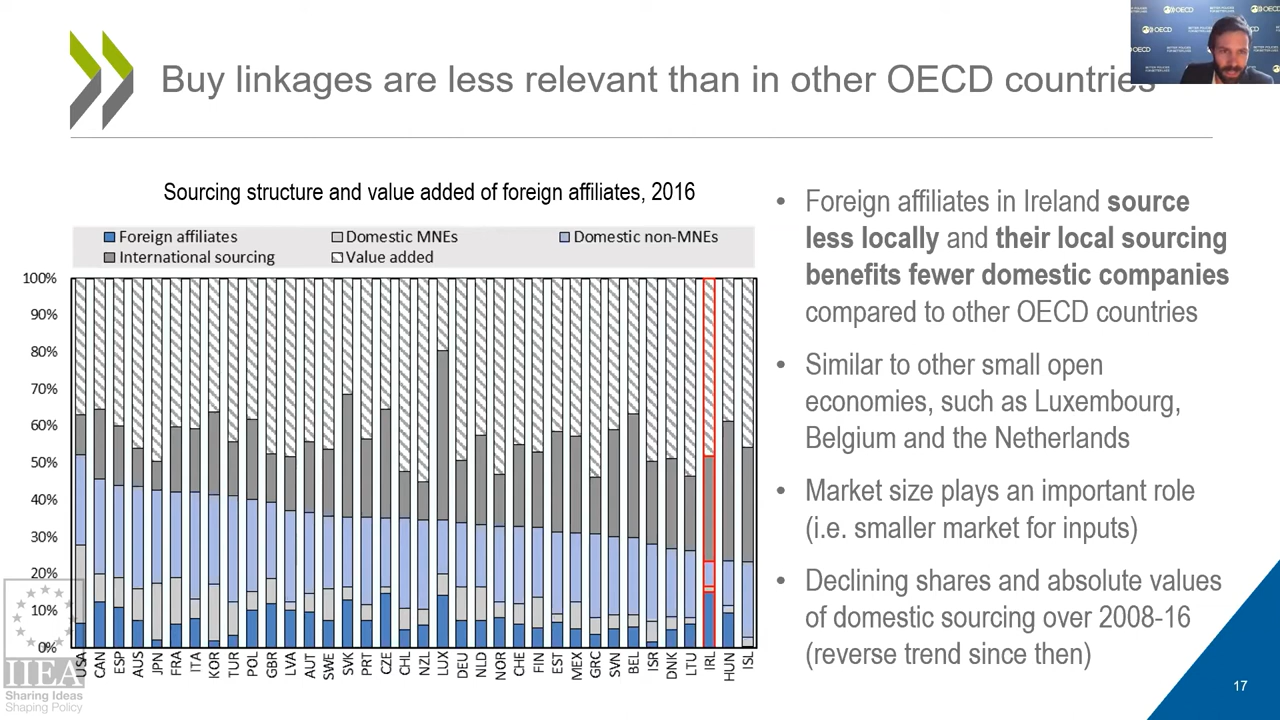 OECD
BETTER POLICIES
FOR BETTER LIVES
Buy linkages are less relevant than in other OECD countries
Sourcing structure and value added of foreign affiliates, 2016
Foreign affiliates Domestic MNEs Domestic non-MNEs
International sourcing Value added
100%
90%
80%
70%
60%
50%
40%
30%
20%
10%
0%
USA CAN ESP AUS JPN FRA ITA KOR TUR POL GBR LVA AUT SWE SVK PRT CZE CHL NZL LUX DEU NLD NOR CHE FIN EST MEX GRC SVN BEL ISR DNK LTU IRL HUN ISL
• Foreign affiliates in Ireland source
less locally and their local sourcing
benefits fewer domestic companies
compared to other OECD countries
• Similar to other small open
economies, such as Luxembourg,
Belgium and the Netherlands
• Market size plays an important role
(i.e. smaller market for inputs)
• Declining shares and absolute values
of domestic sourcing over 2008-16
(reverse trend since then)
IIEA
Sharing Ideas
Shaping Policy
17